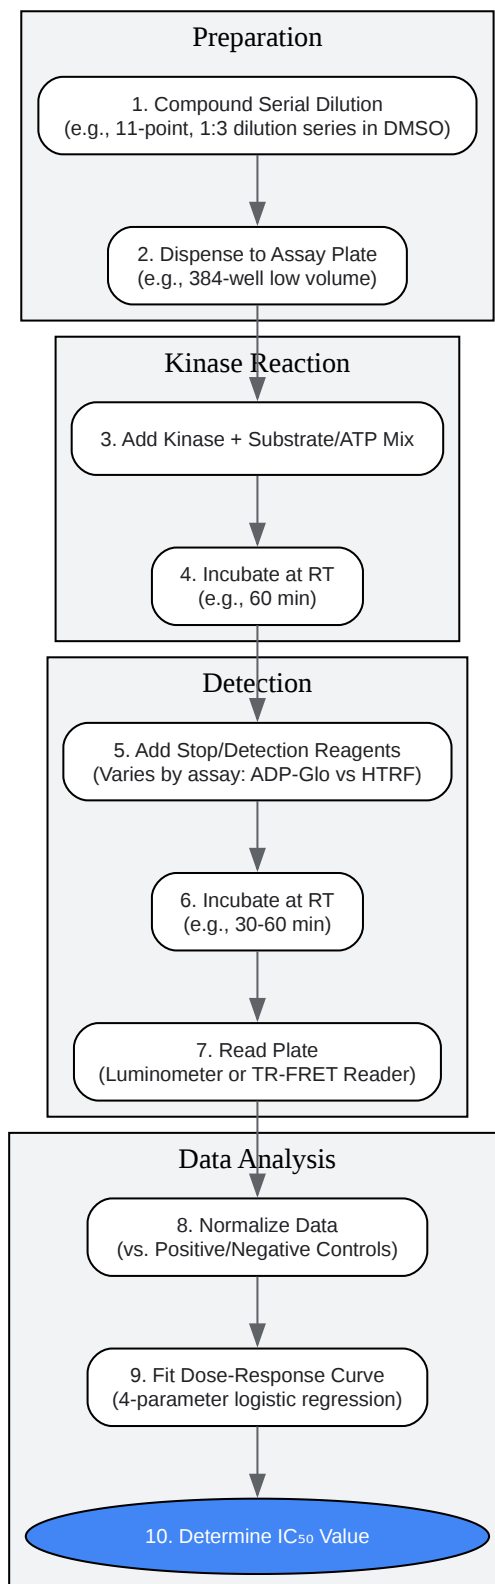 Preparation
1. Compound Serial Dilution
(e.g., 11-point, 1:3 dilution series in DMSO)
2. Dispense to Assay Plate
(e.g., 384-well low volume)
Kinase Reaction
3. Add Kinase + Substrate/ATP Mix
4. Incubate at RT
(e.g., 60 min)
Detection
5. Add Stop/Detection Reagents
(Varies by assay: ADP-Glo vs HTRF)
6. Incubate at RT
(e.g., 30-60 min)
7. Read Plate
(Luminometer or TR-FRET Reader)
Data Analysis
8. Normalize Data
(vs. Positive/Negative Controls)
9. Fit Dose-Response Curve
(4-parameter logistic regression)
10. Determine IC₅₀ Value